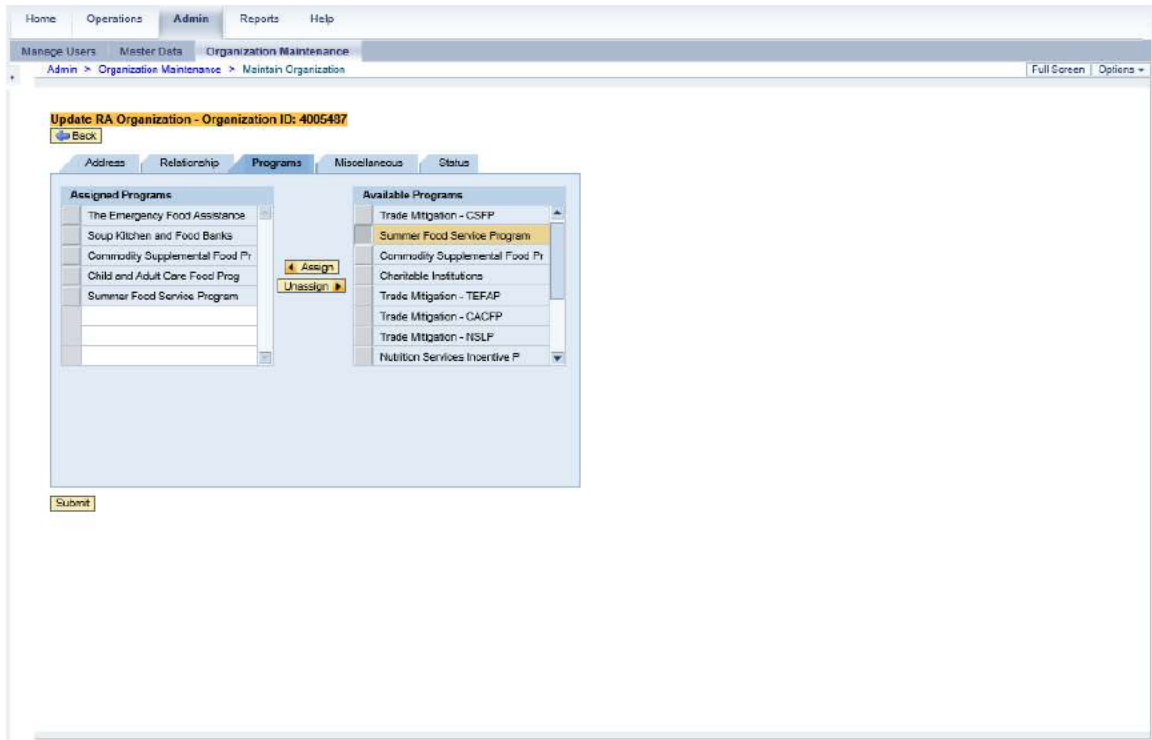 Home Operations Admin Reports Help
Manage Users Master Data Organization Maintenance
Admin > Organization Maintenance > Maintain Organization Full Screen Options
Update RA Organization - Organization ID: 4005487
Back
Address Relationship Programs Miscellaneous Status
Assigned Programs Available Programs
The Emergency Food Assistance Trade Mitigation - CSFP
Soup Kitchen and Food Banks Summer Food Service Program
Commodity Supplemental Food Pr Commodity Supplemental Food Pr
Assign
Child and Adult Care Food Prog Charitable Institutions
Unassign
Summer Food Service Program Trade Mitigation - TEFAP
Trade Mitigation - CACFP
Trade Mitigation - NSLP
Nutrition Services Incentive P
Submit